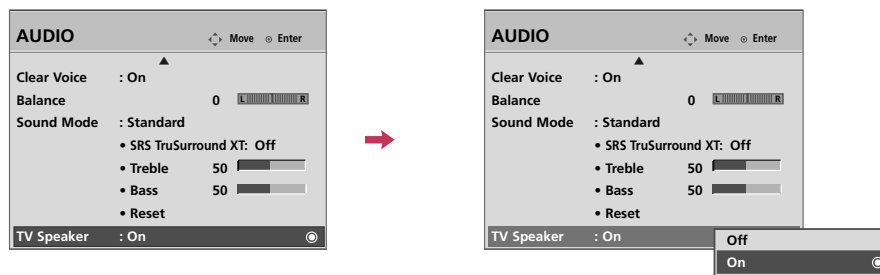 AUDIO Move Enter
Clear Voice : On
Balance 0 L R
Sound Mode : Standard
• SRS TruSurround XT: Off
• Treble 50
• Bass 50
• Reset
TV Speaker : On
AUDIO Move Enter
Clear Voice : On
Balance 0 L R
Sound Mode : Standard
• SRS TruSurround XT: Off
• Treble 50
• Bass 50
• Reset
TV Speaker : On
Off
On